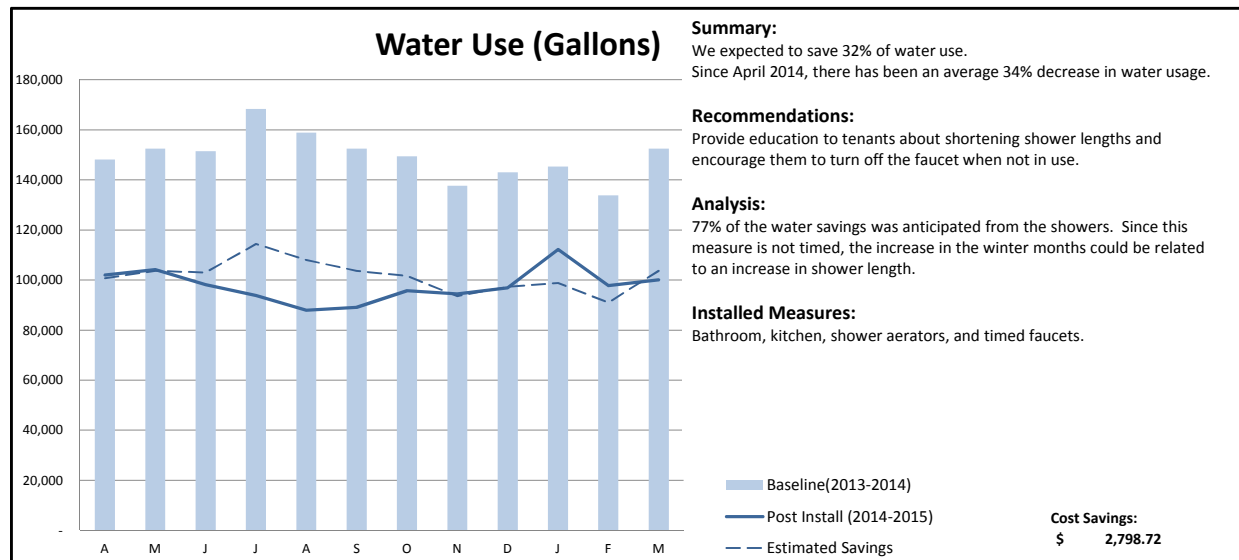 Water Use (Gallons)
180,000
160,000
140,000
120,000
100,000
80,000
60,000
40,000
20,000
-
A M J J A S O N D J F M
Summary:
We expected to save 32% of water use.
Since April 2014, there has been an average 34% decrease in water usage.
Recommendations:
Provide education to tenants about shortening shower lengths and
encourage them to turn off the faucet when not in use.
Analysis:
77% of the water savings was anticipated from the showers. Since this
measure is not timed, the increase in the winter months could be related
to an increase in shower length.
Installed Measures:
Bathroom, kitchen, shower aerators, and timed faucets.
Baseline(2013-2014)
Post Install (2014-2015)
Estimated Savings
Cost Savings:
$ 2,798.72